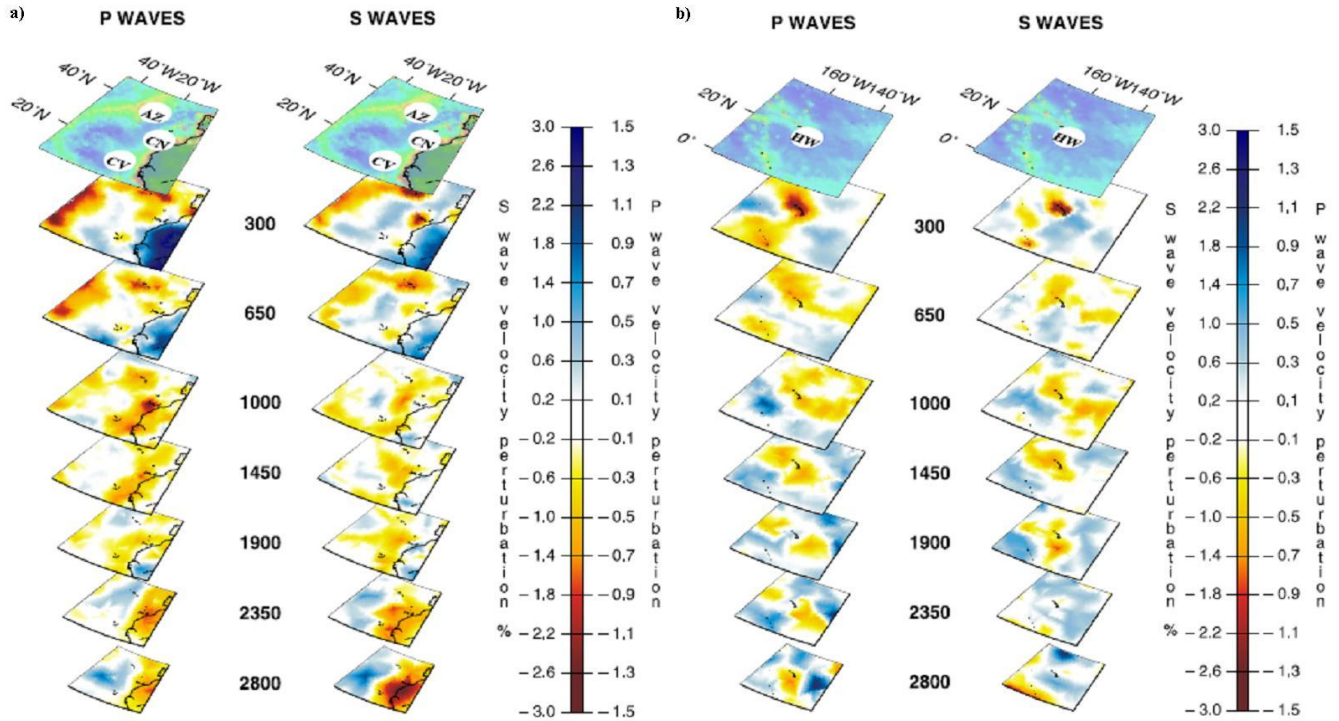 a)
P WAVES
S WAVES
40˚N
20˚N
40˚W
20˚W
AZ
CN
CV
40˚N
20˚N
40˚W
20˚W
AZ
CN
CV
300
650
1000
1450
1900
2350
2800
3.0 1.5
2.6 1.3
2.2 1.1
1.8 0.9
1.4 0.7
1.0 0.5
0.6 0.3
0.2 0.1
−0.2 −0.1
−0.6 −0.3
−1.0 −0.5
−1.4 −0.7
−1.8 −0.9
−2.2 −1.1
−2.6 −1.3
−3.0 −1.5
S wave velocity perturbation %
P wave velocity perturbation
b)
P WAVES
S WAVES
20˚N
0˚
160˚W
140˚W
HW
20˚N
0˚
160˚W
140˚W
HW
300
650
1000
1450
1900
2350
2800
3.0 1.5
2.6 1.3
2,2 1.1
1.8 0.9
1.4 0.7
1.0 0.5
0.6 0.3
0,2 0.1
−0.2 −0.1
−0.6 −0.3
−1.0 −0.5
−1.4 −0.7
−1.8 −0.9
−2,2 −1.1
−2.6 −1.3
−3.0 −1.5
S wave velocity perturbation %
P wave velocity perturbation